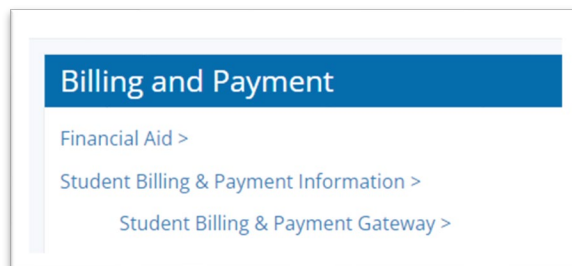 Billing and Payment
Financial Aid >
Student Billing & Payment Information >
Student Billing & Payment Gateway >